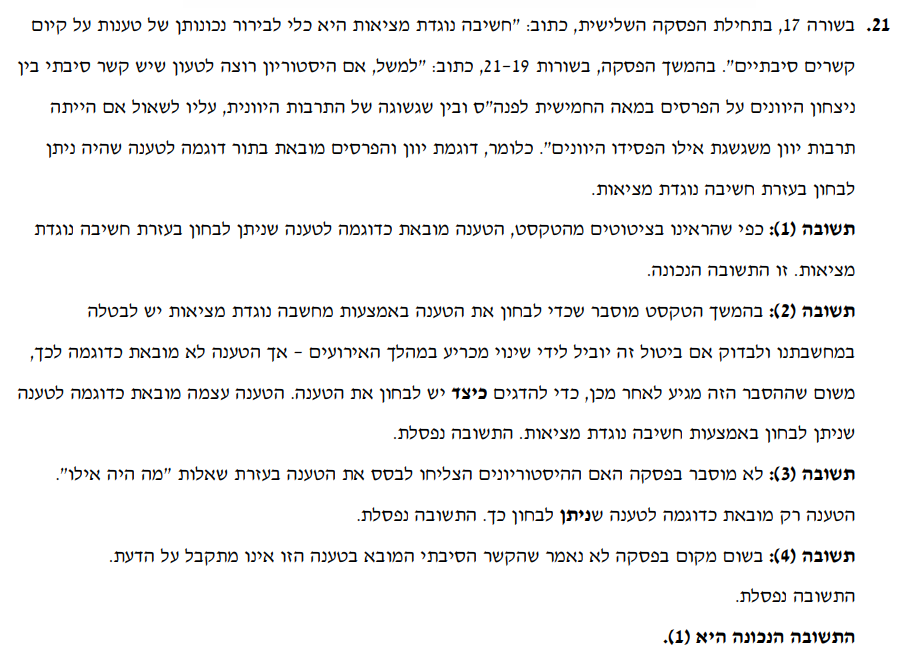 21. בשורה 17, בתחילת הפסקה השלישית, כתוב: "חשיבה נוגדת מציאות היא כלי לבירור נכונותן של טענות על קיום
קשרים סיבתיים". בהמשך הפסקה, בשורות 19–21, כתוב: "למשל, אם היסטוריון רוצה לטעון שיש קשר סיבתי בין
ניצחון היוונים על הפרסים במאה החמישית לפנה"ס ובין שגשוגה של התרבות היוונית, עליו לשאול אם הייתה
תרבות יוון משגשגת אילו הפסידו היוונים". כלומר, דוגמת יוון והפרסים מובאת בתור דוגמה לטענה שהיה ניתן
לבחון בעזרת חשיבה נוגדת מציאות.
תשובה (1): כפי שהראינו בציטוטים מהטקסט, הטענה מובאת כדוגמה לטענה שניתן לבחון בעזרת חשיבה נוגדת
מציאות. זו התשובה הנכונה.
תשובה (2): בהמשך הטקסט מוסבר שכדי לבחון את הטענה באמצעות מחשבה נוגדת מציאות יש לבטלה
במחשבתנו ולבדוק אם ביטול זה יוביל לידי שינוי מכריע במהלך האירועים – אך הטענה לא מובאת כדוגמה לכך,
משום שההסבר הזה מגיע לאחר מכן, כדי להדגים כיצד יש לבחון את הטענה. הטענה עצמה מובאת כדוגמה לטענה
שניתן לבחון באמצעות חשיבה נוגדת מציאות. התשובה נפסלת.
תשובה (3): לא מוסבר בפסקה האם ההיסטוריונים הצליחו לבסס את הטענה בעזרת שאלות "מה היה אילו".
הטענה רק מובאת כדוגמה לטענה שניתן לבחון כך. התשובה נפסלת.
תשובה (4): בשום מקום בפסקה לא נאמר שהקשר הסיבתי המובא בטענה הזו אינו מתקבל על הדעת.
התשובה נפסלת.
התשובה הנכונה היא (1).